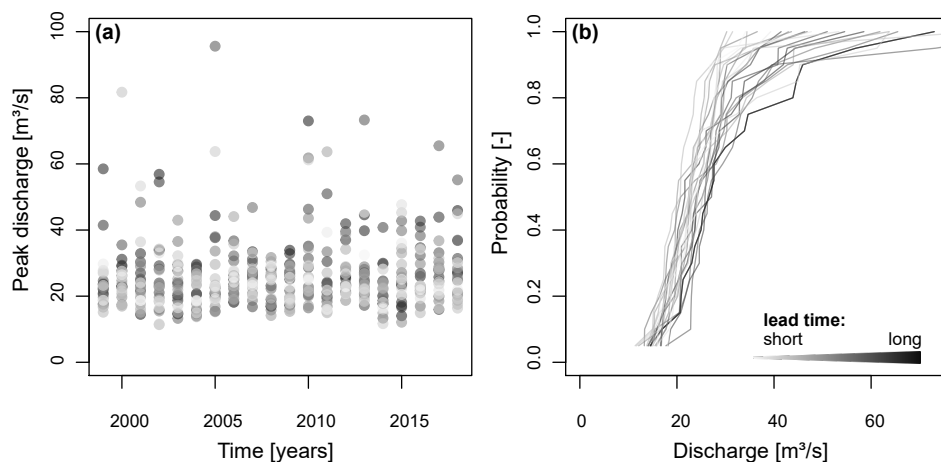 (a)
Peak discharge [m³/s]
100
80
60
40
20
0
2000 2005 2010 2015
Time [years]
(b)
Probability [-]
1.0
0.8
0.6
0.4
0.2
0.0
lead time:
short long
0 20 40 60
Discharge [m³/s]